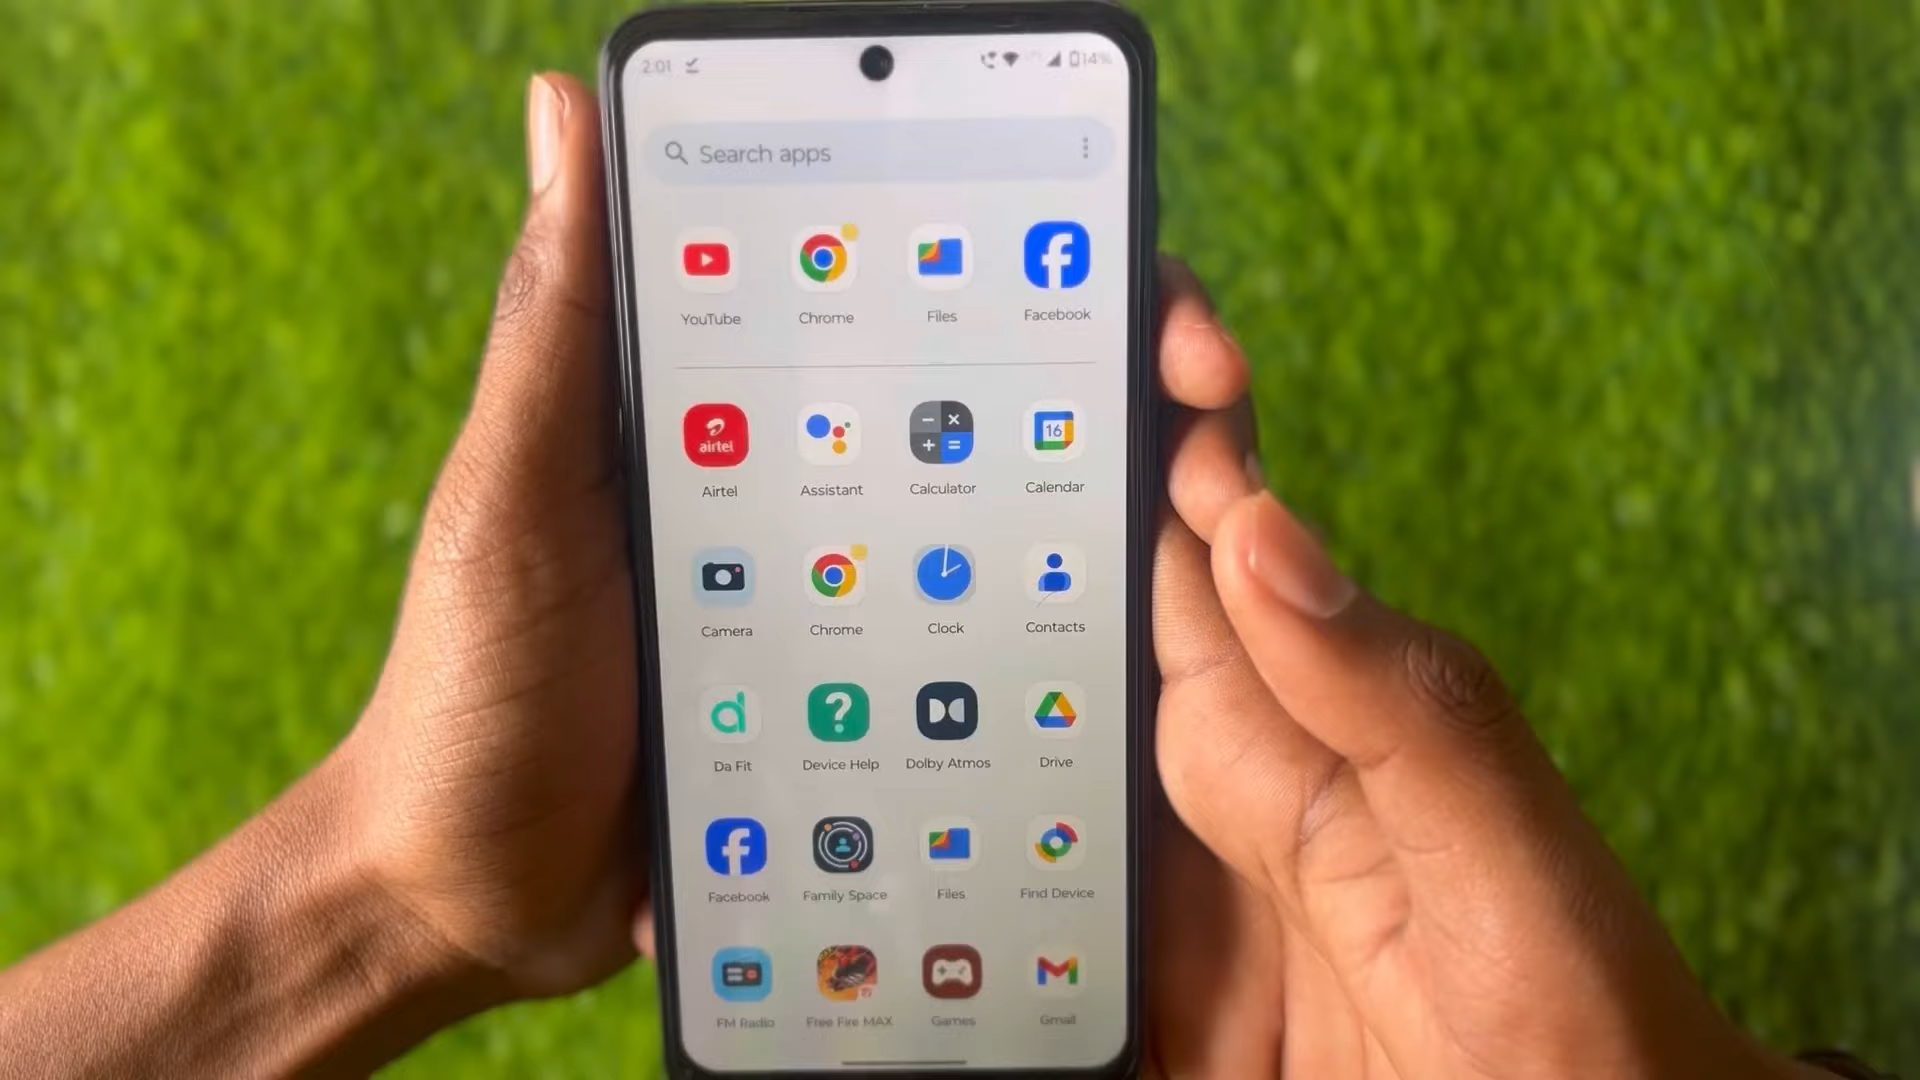 2:01 14%
Search apps
YouTube Chrome Files Facebook
airtel
16
Airtel Assistant Calculator Calendar
Camera Chrome Clock Contacts
Da Fit Device Help Dolby Atmos Drive
Facebook Family Space Files Find Device
FM Radio Free Fire MAX Games Gmail